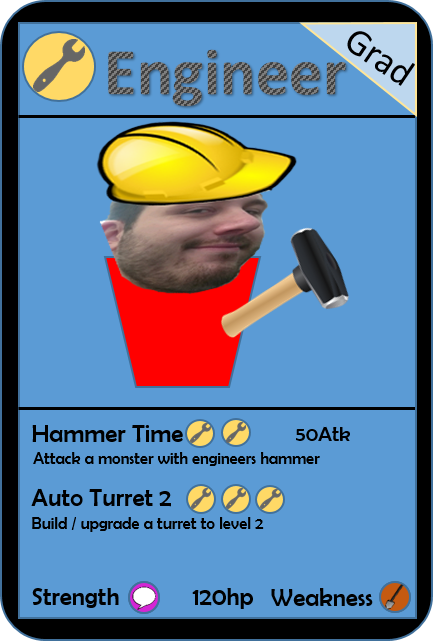 Engineer
Grad
Hammer Time 50Atk
Attack a monster with engineers hammer
Auto Turret 2
Build / upgrade a turret to level 2
Strength 120hp Weakness